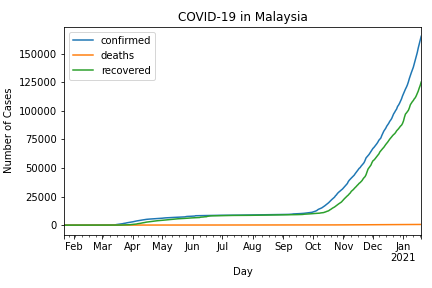 COVID-19 in Malaysia
confirmed
deaths
recovered
Number of Cases
150000
125000
100000
75000
50000
25000
0
Feb Mar Apr May Jun Jul Aug Sep Oct Nov Dec Jan
2021
Day